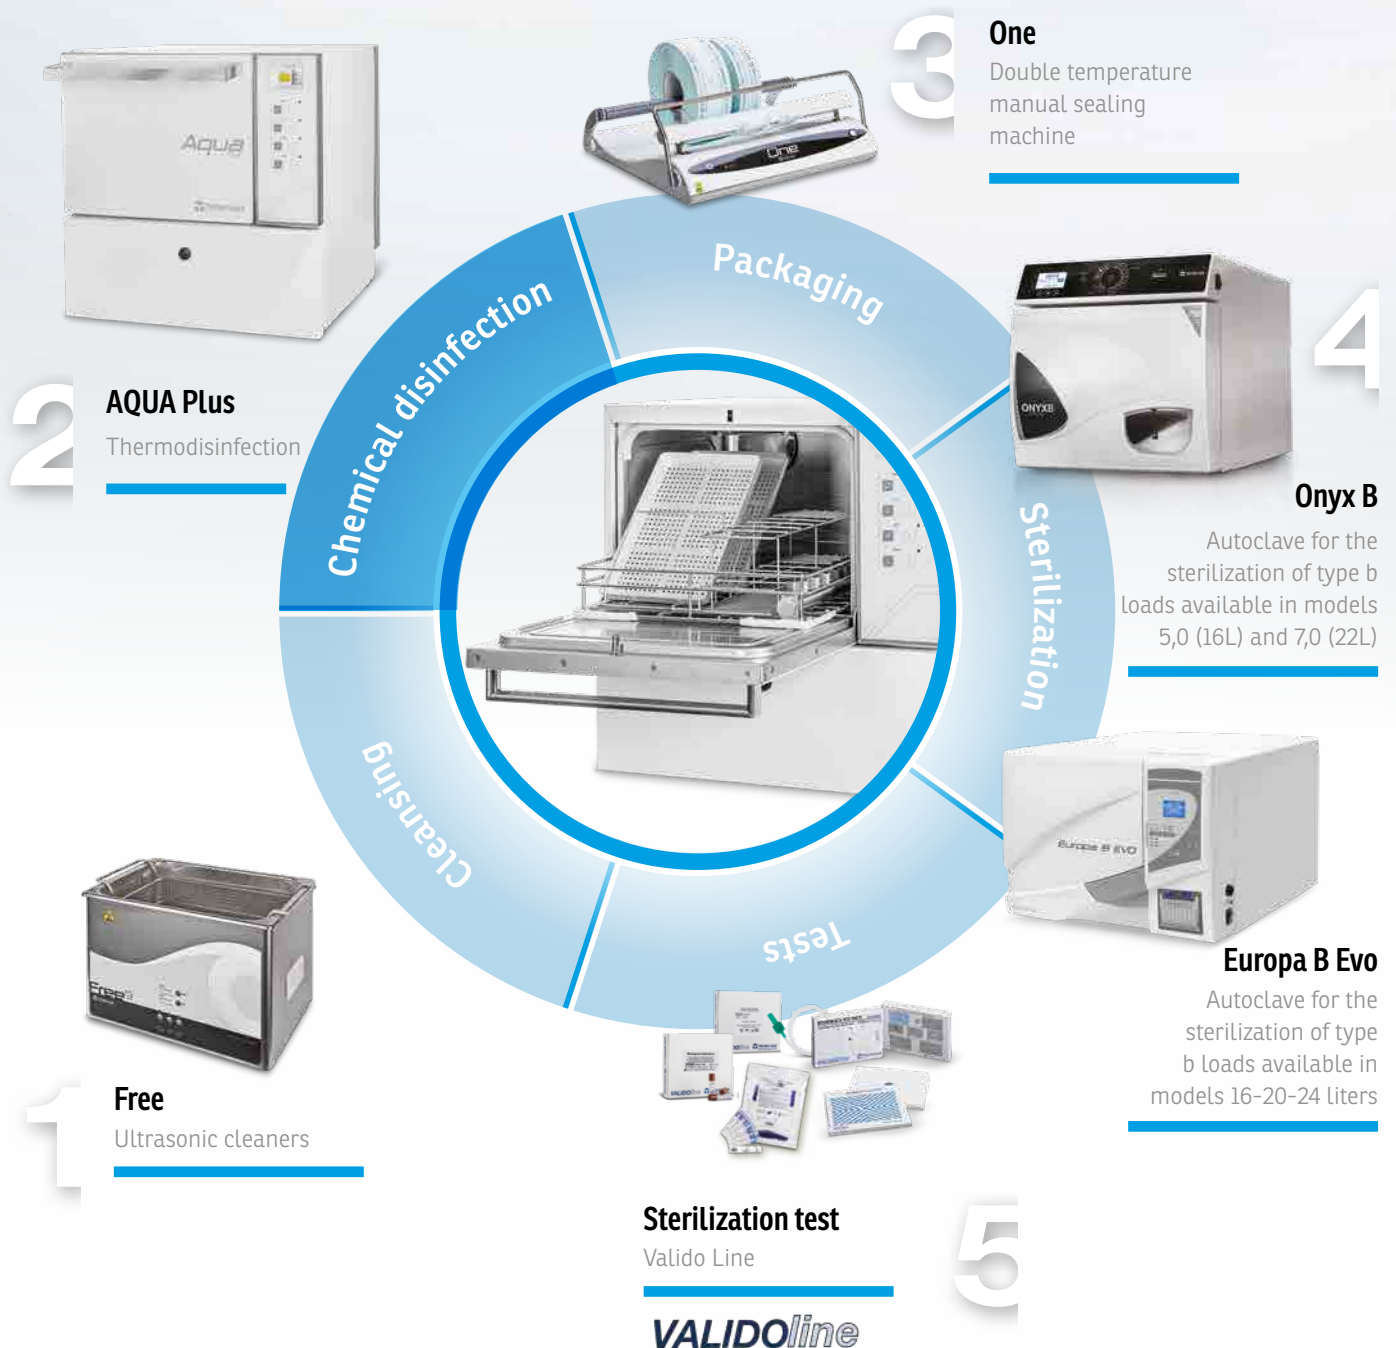 3
One
Double temperature
manual sealing
machine
Aqua
One
Packaging
Chemical disinfection
ONYXB
4
2
AQUA Plus
Thermodisinfection
Onyx B
Autoclave for the
sterilization of type b
loads available in models
5,0 (16L) and 7,0 (22L)
Sterilization
Cleansing
Europa B EVO
Tests
Free
Europa B Evo
Autoclave for the
sterilization of type
b loads available in
models 16-20-24 liters
1
Free
Ultrasonic cleaners
Sterilization test
Valido Line
5
VALIDOline